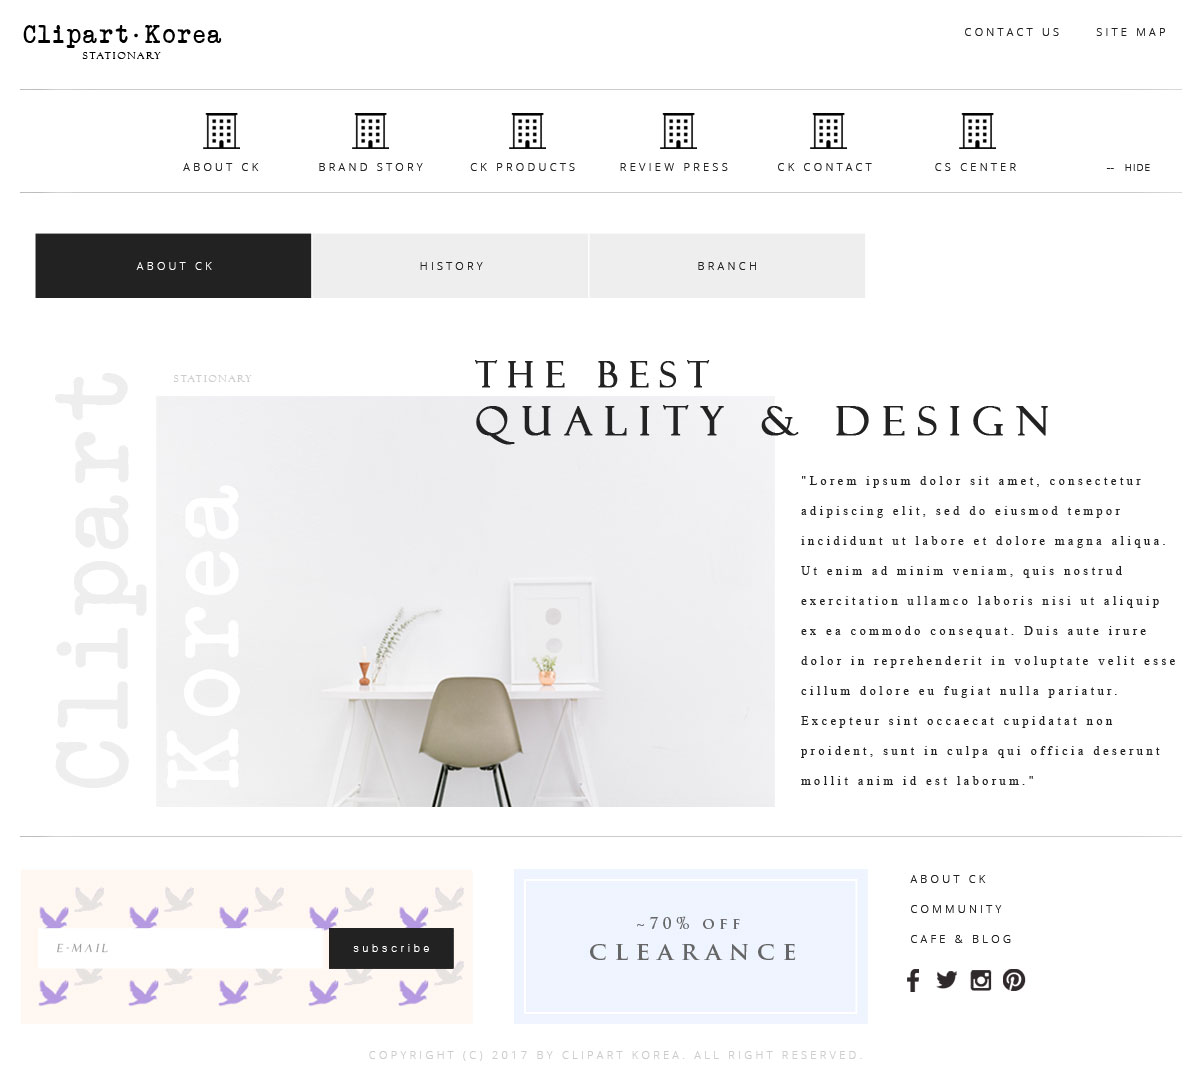 Clipart·Korea
STATIONARY
CONTACT US
SITE MAP
ABOUT CK
BRAND STORY
CK PRODUCTS
REVIEW PRESS
CK CONTACT
CS CENTER
— HIDE
ABOUT CK
HISTORY
BRANCH
STATIONARY
Clipart
Korea
THE BEST
QUALITY & DESIGN
"Lorem ipsum dolor sit amet, consectetur
adipiscing elit, sed do eiusmod tempor
incididunt ut labore et dolore magna aliqua.
Ut enim ad minim veniam, quis nostrud
exercitation ullamco laboris nisi ut aliquip
ex ea commodo consequat. Duis aute irure
dolor in reprehenderit in voluptate velit esse
cillum dolore eu fugiat nulla pariatur.
Excepteur sint occaecat cupidatat non
proident, sunt in culpa qui officia deserunt
mollit anim id est laborum."
E-MAIL
subscribe
~70% OFF
CLEARANCE
ABOUT CK
COMMUNITY
CAFE & BLOG
COPYRIGHT (C) 2017 BY CLIPART KOREA. ALL RIGHT RESERVED.